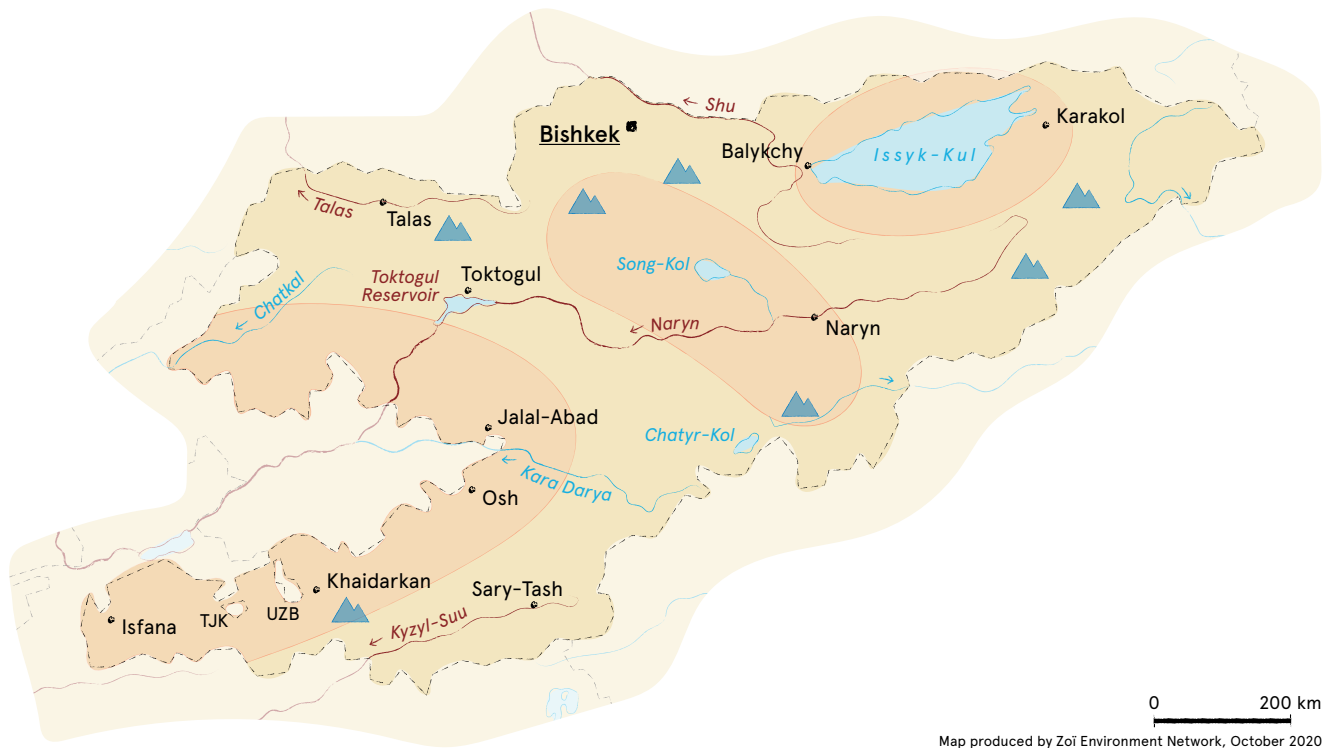 ← Shu
Bishkek
Karakol
Issyk-Kul
Balykchy
← Talas
Talas
Song-Kol
Toktogul
Reservoir
Toktogul
← Chatkal
← Naryn
Naryn
→
Jalal-Abad
Chatyr-Kol
← Kara Darya
Osh
Khaidarkan
Sary-Tash
Isfana
TJK
UZB
← Kyzyl-Suu
0 200 km
Map produced by Zoï Environment Network, October 2020